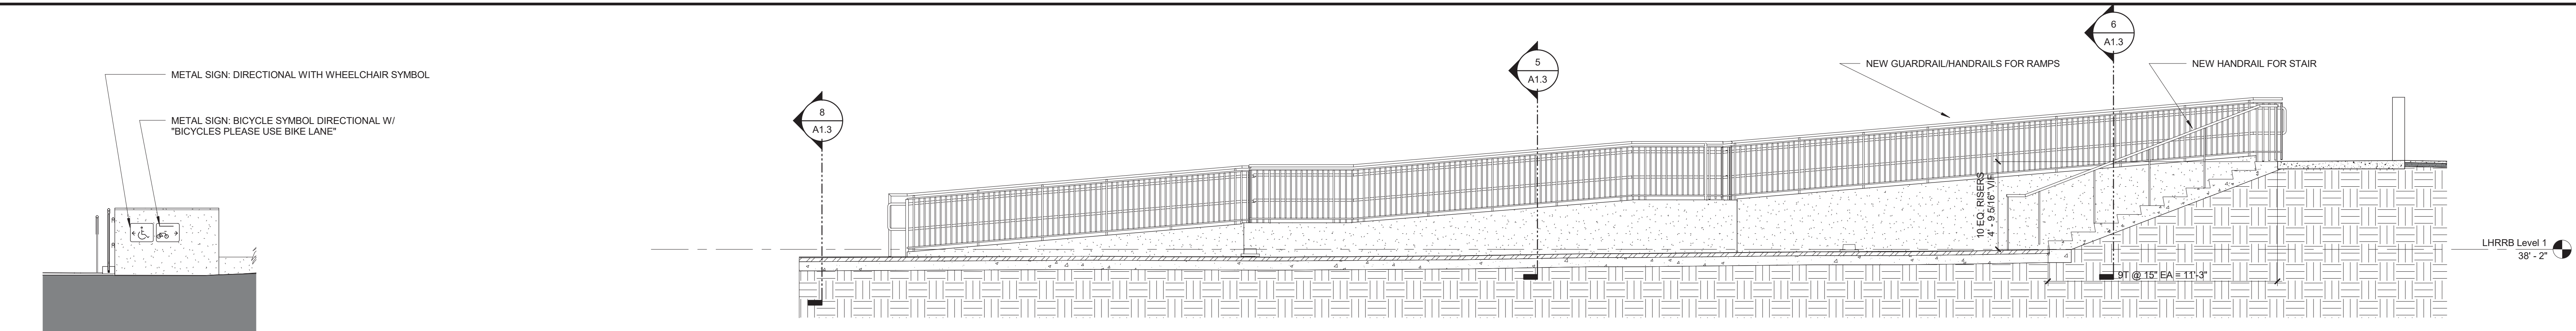 METAL SIGN: DIRECTIONAL WITH WHEELCHAIR SYMBOL
METAL SIGN: BICYCLE SYMBOL DIRECTIONAL W/
"BICYCLES PLEASE USE BIKE LANE"
8
A1.3
5
A1.3
6
A1.3
NEW GUARDRAIL/HANDRAILS FOR RAMPS
NEW HANDRAIL FOR STAIR
10 EQ. RISERS
4' - 9 5/16" VIF
9T @ 15" EA = 11'-3"
LHRRB Level 1
38' - 2"